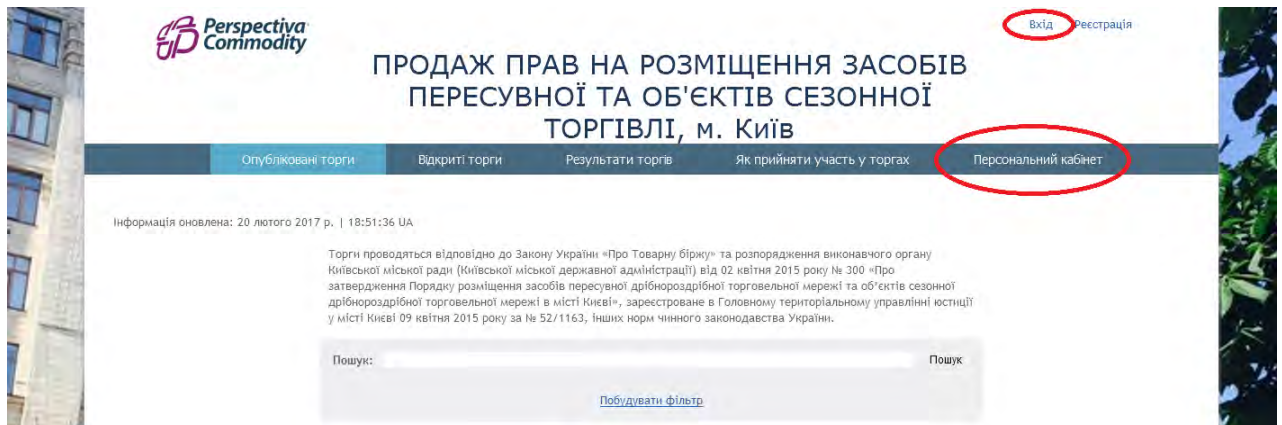 Perspectiva
Commodity
Вхід Реєстрація
ПРОДАЖ ПРАВ НА РОЗМІЩЕННЯ ЗАСОБІВ
ПЕРЕСУВНОЇ ТА ОБ'ЄКТІВ СЕЗОННОЇ
ТОРГІВЛІ, м. Київ
Опубліковані торги Відкриті торги Результати торгів Як прийняти участь у торгах Персональний кабінет
Інформація оновлена: 20 лютого 2017 р. | 18:51:36 UA
Торги проводяться відповідно до Закону України «Про Товарну біржу» та розпорядження виконавчого органу
Київської міської ради (Київської міської державної адміністрації) від 02 квітня 2015 року № 300 «Про
затвердження Порядку розміщення засобів пересувної дрібнороздрібної торговельної мережі та об'єктів сезонної
дрібнороздрібної торговельної мережі в місті Києві», зареєстроване в Головному територіальному управлінні юстиції
у місті Києві 09 квітня 2015 року за № 52/1163, інших норм чинного законодавства України.
Пошук: Пошук
Побудувати фільтр